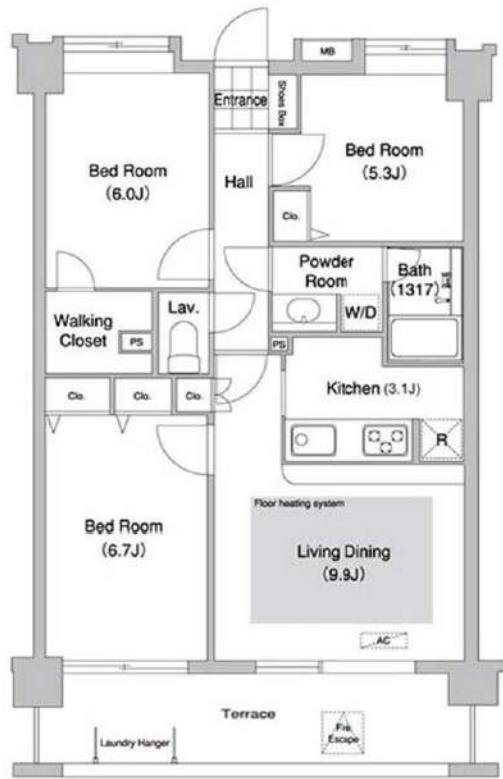 MB
Entrance
Shoes Box
Bed Room
(6.0J)
Hall
Bed Room
(5.3J)
Clo.
Powder
Room
Bath
(1317)
W/D
Walking
Closet
PS
Lav.
PS
Kitchen (3.1J)
Clo.
Clo.
Clo.
R
Floor heating system
Bed Room
(6.7J)
Living Dining
(9.9J)
AC
Terrace
Laundry Hanger
Fire
Escape